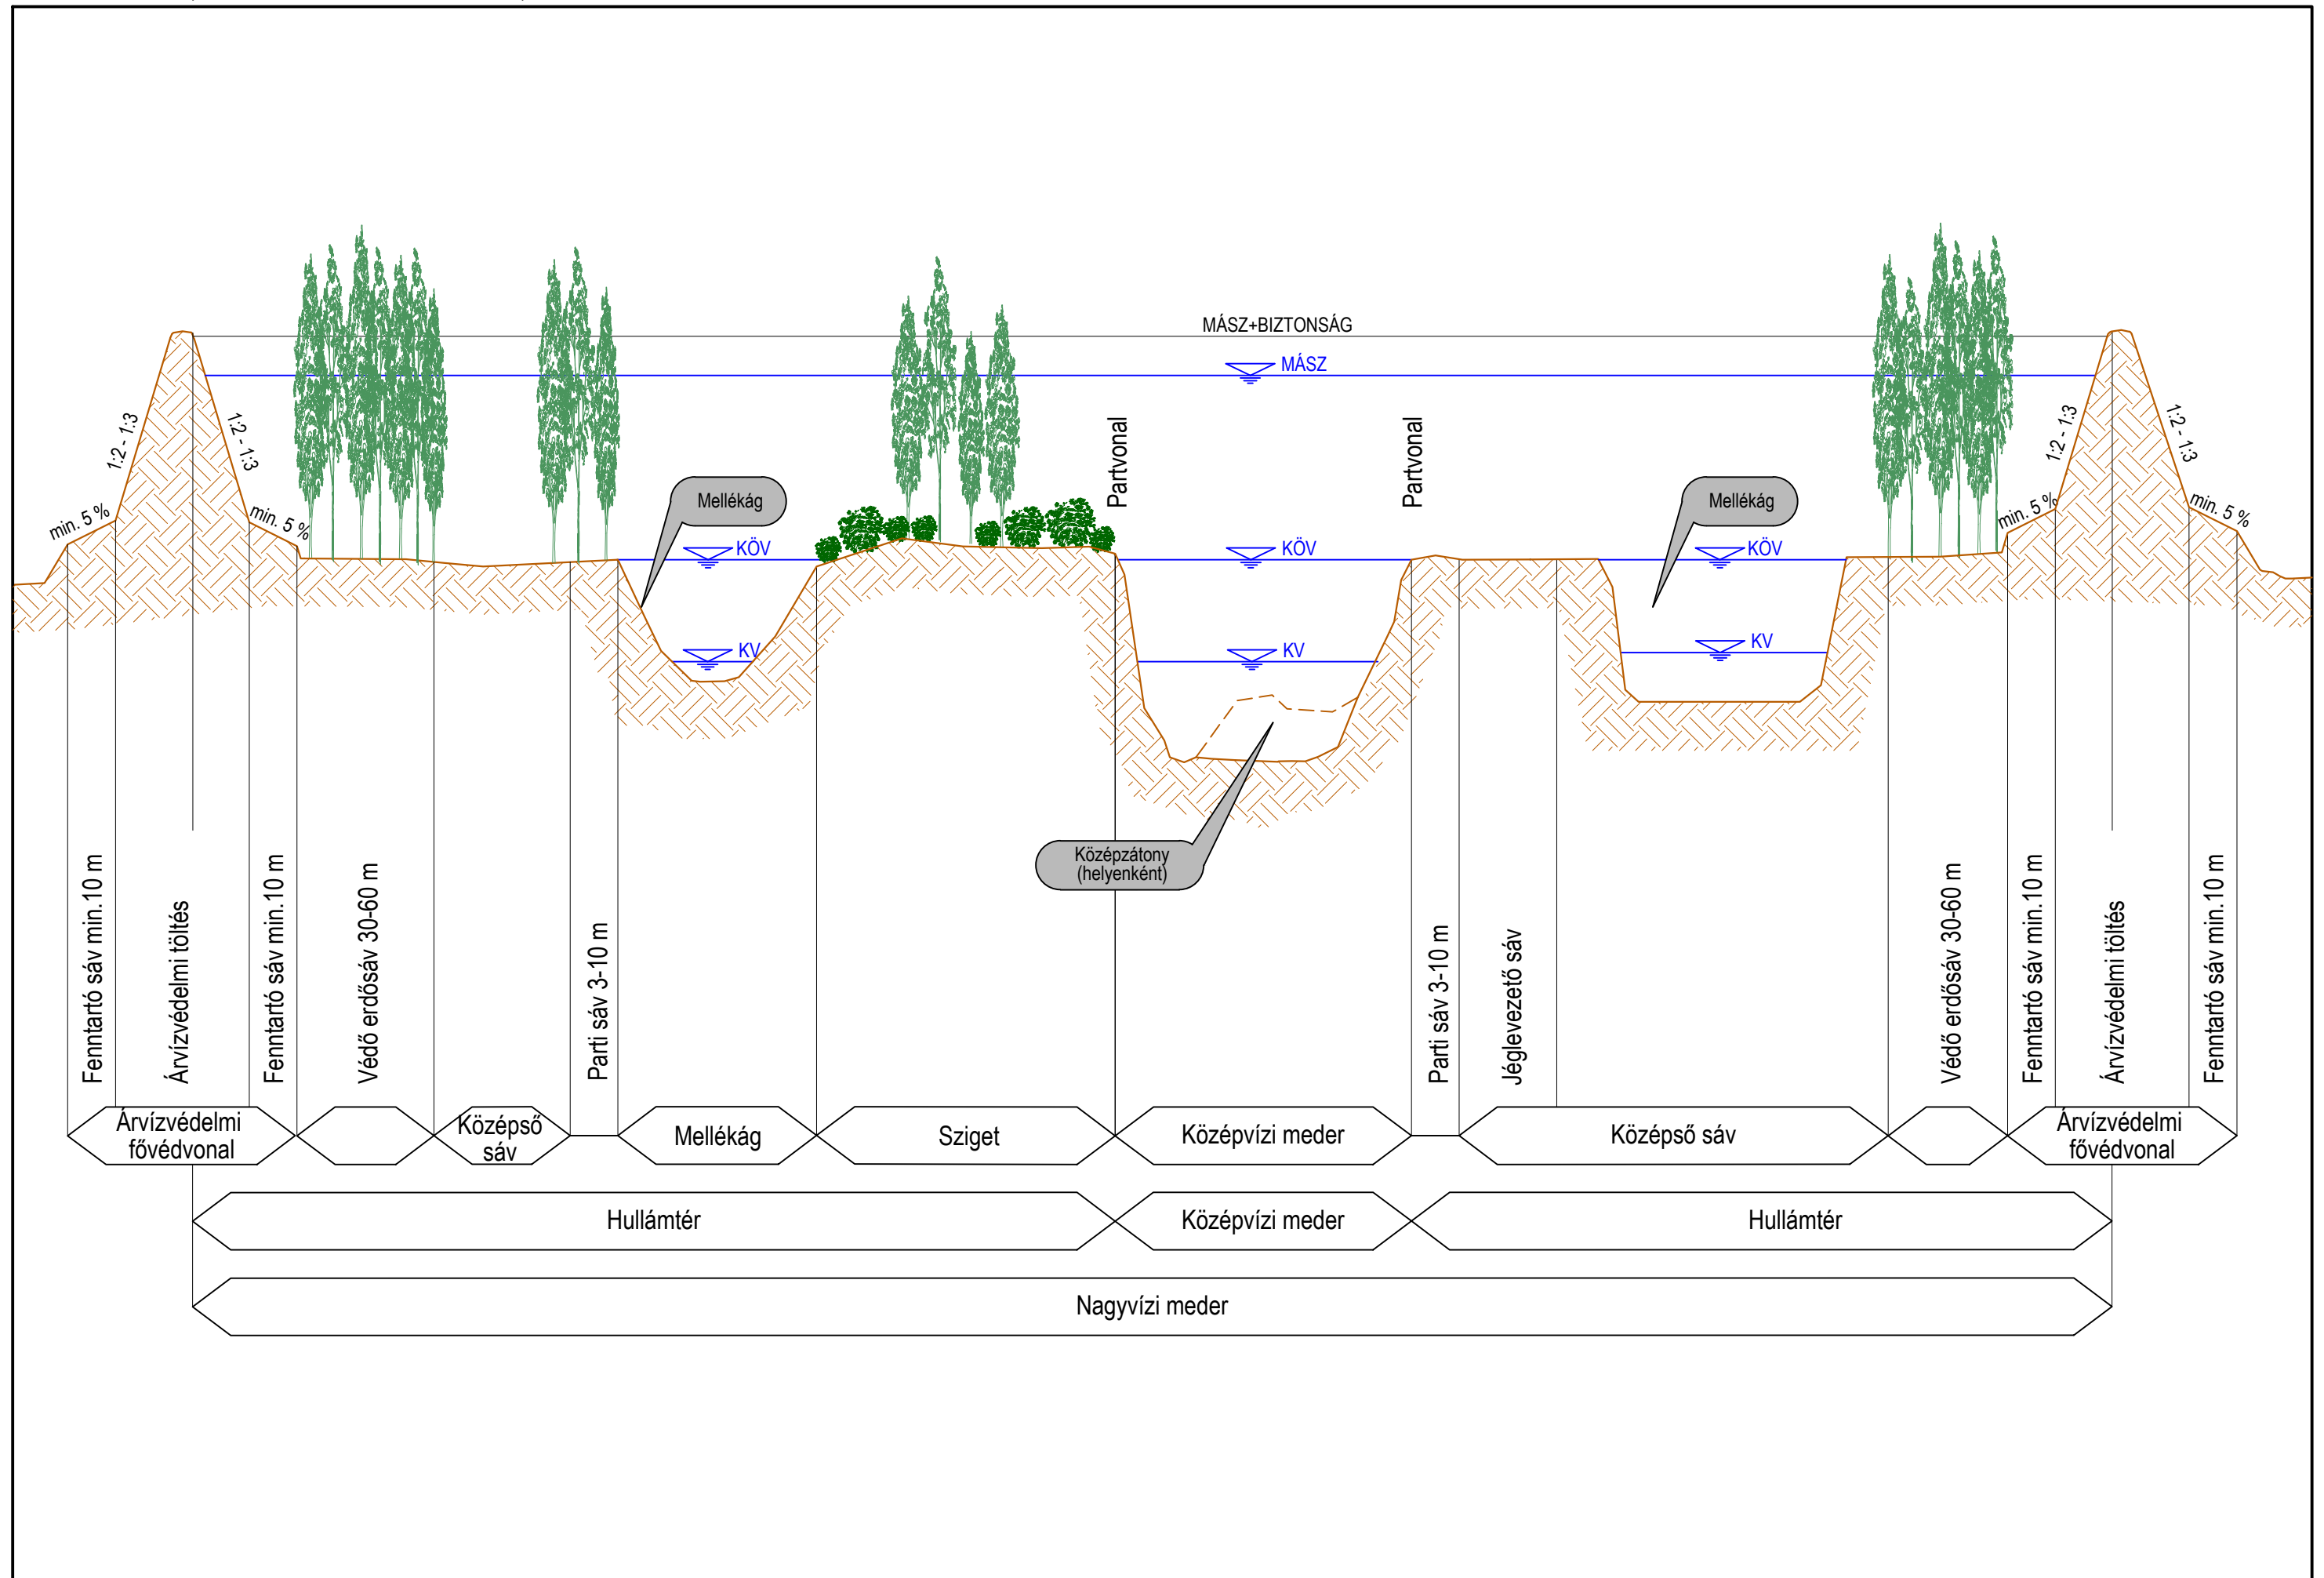 MÁSZ+BIZTONSÁG
MÁSZ
Partvonal
Partvonal
1:2 - 1:3
1:2 - 1:3
1:2 - 1:3
1:2 - 1:3
Mellékág
Mellékág
min. 5 %
min. 5 %
min. 5 %
min. 5 %
KÖV
KÖV
KÖV
KV
KV
KV
Középzátony
(helyenként)
Fenntartó sáv min.10 m
Árvízvédelmi töltés
Fenntartó sáv min.10 m
Védő erdősáv 30-60 m
Parti sáv 3-10 m
Parti sáv 3-10 m
Jéglevezető sáv
Védő erdősáv 30-60 m
Fenntartó sáv min.10 m
Árvízvédelmi töltés
Fenntartó sáv min.10 m
Árvízvédelmi
fővédvonal
Középső
sáv
Mellékág
Sziget
Középvízi meder
Középső sáv
Árvízvédelmi
fővédvonal
Hullámtér
Középvízi meder
Hullámtér
Nagyvízi meder